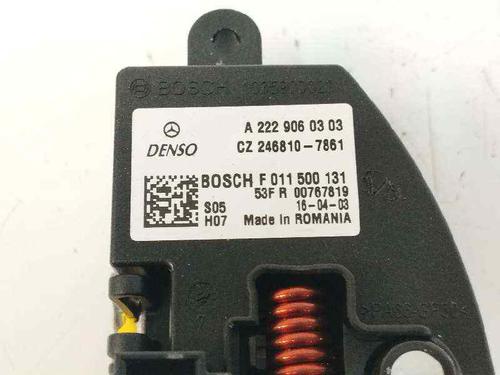 BOSCH
A 222 906 03 03
DENSO CZ 246810-7861
BOSCH F 011 500 131
53F R 00767819
S05 16-04-03
H07 Made in ROMANIA